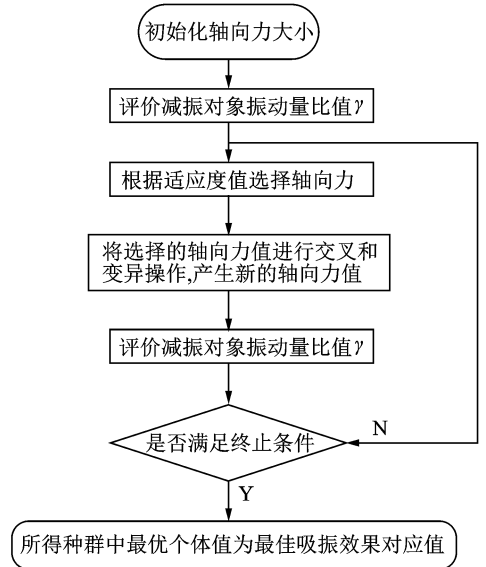 初始化轴向力大小
评价减振对象振动量比值γ
根据适应度值选择轴向力
将选择的轴向力值进行交叉和
变异操作,产生新的轴向力值
评价减振对象振动量比值γ
是否满足终止条件
N
Y
所得种群中最优个体值为最佳吸振效果对应值